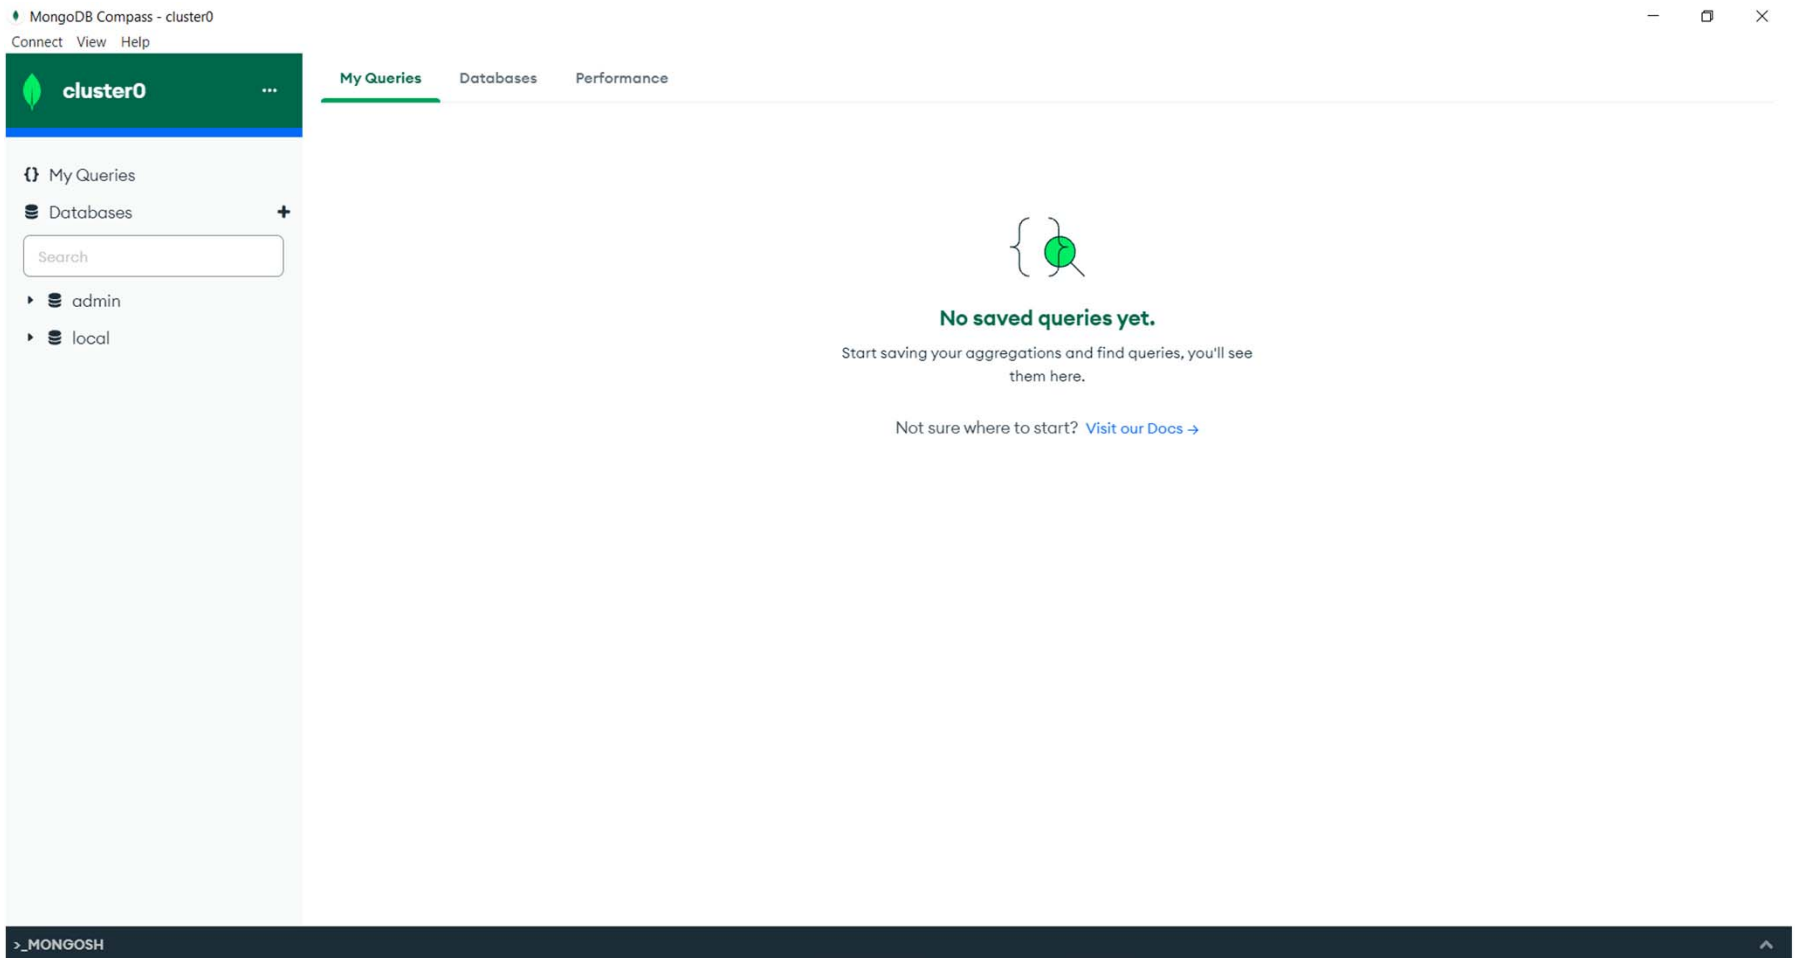 MongoDB Compass - cluster0
Connect View Help
cluster0
My Queries Databases Performance
{} My Queries
Databases
Search
admin
local
No saved queries yet.
Start saving your aggregations and find queries, you'll see
them here.
Not sure where to start? Visit our Docs →
>_MONGOSH